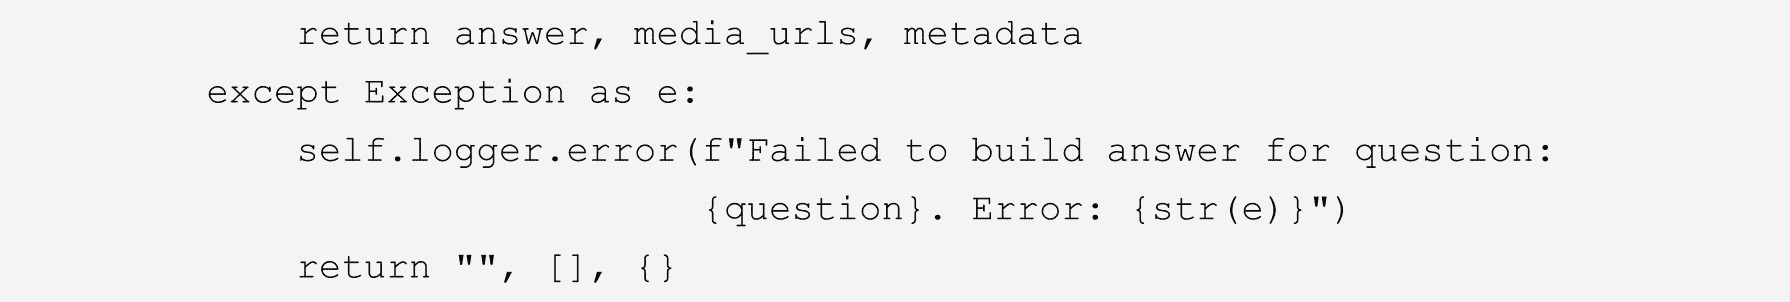 return answer, media_urls, metadata
except Exception as e:
self.logger.error(f"Failed to build answer for question:
{question}. Error: {str(e)}")
return "", [], {}